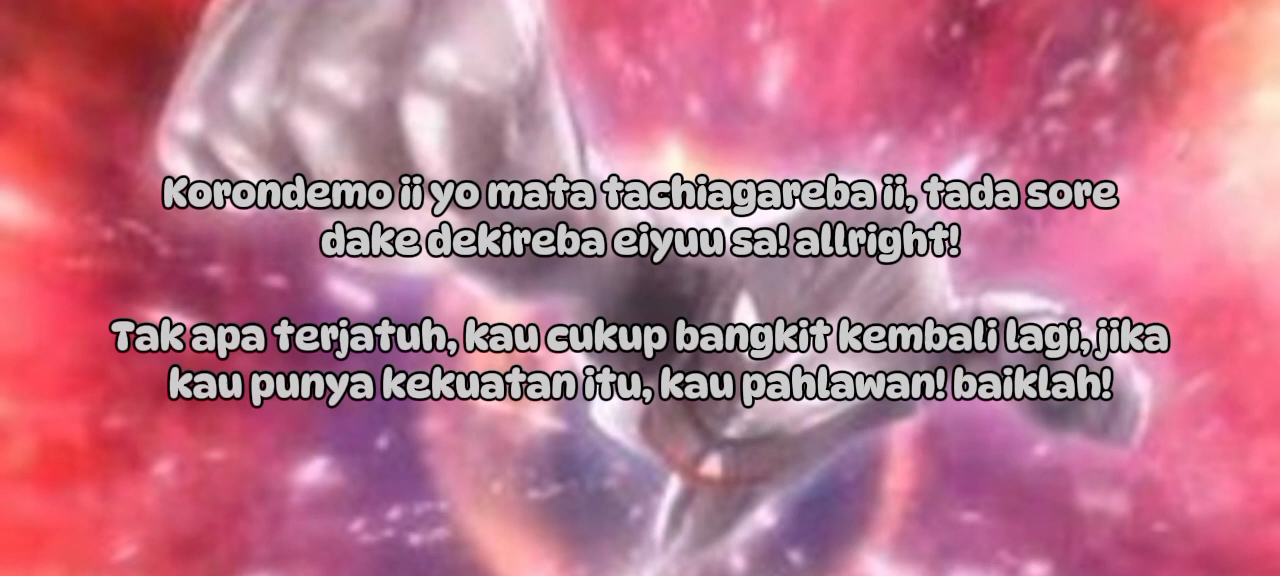 Korondemo ii yo mata tachiagareba ii, tada sore
dake dekireba eiyuu sa! allright!
Tak apa terjatuh, kau cukup bangkit kembali lagi, jika
kau punya kekuatan itu, kau pahlawan! baiklah!